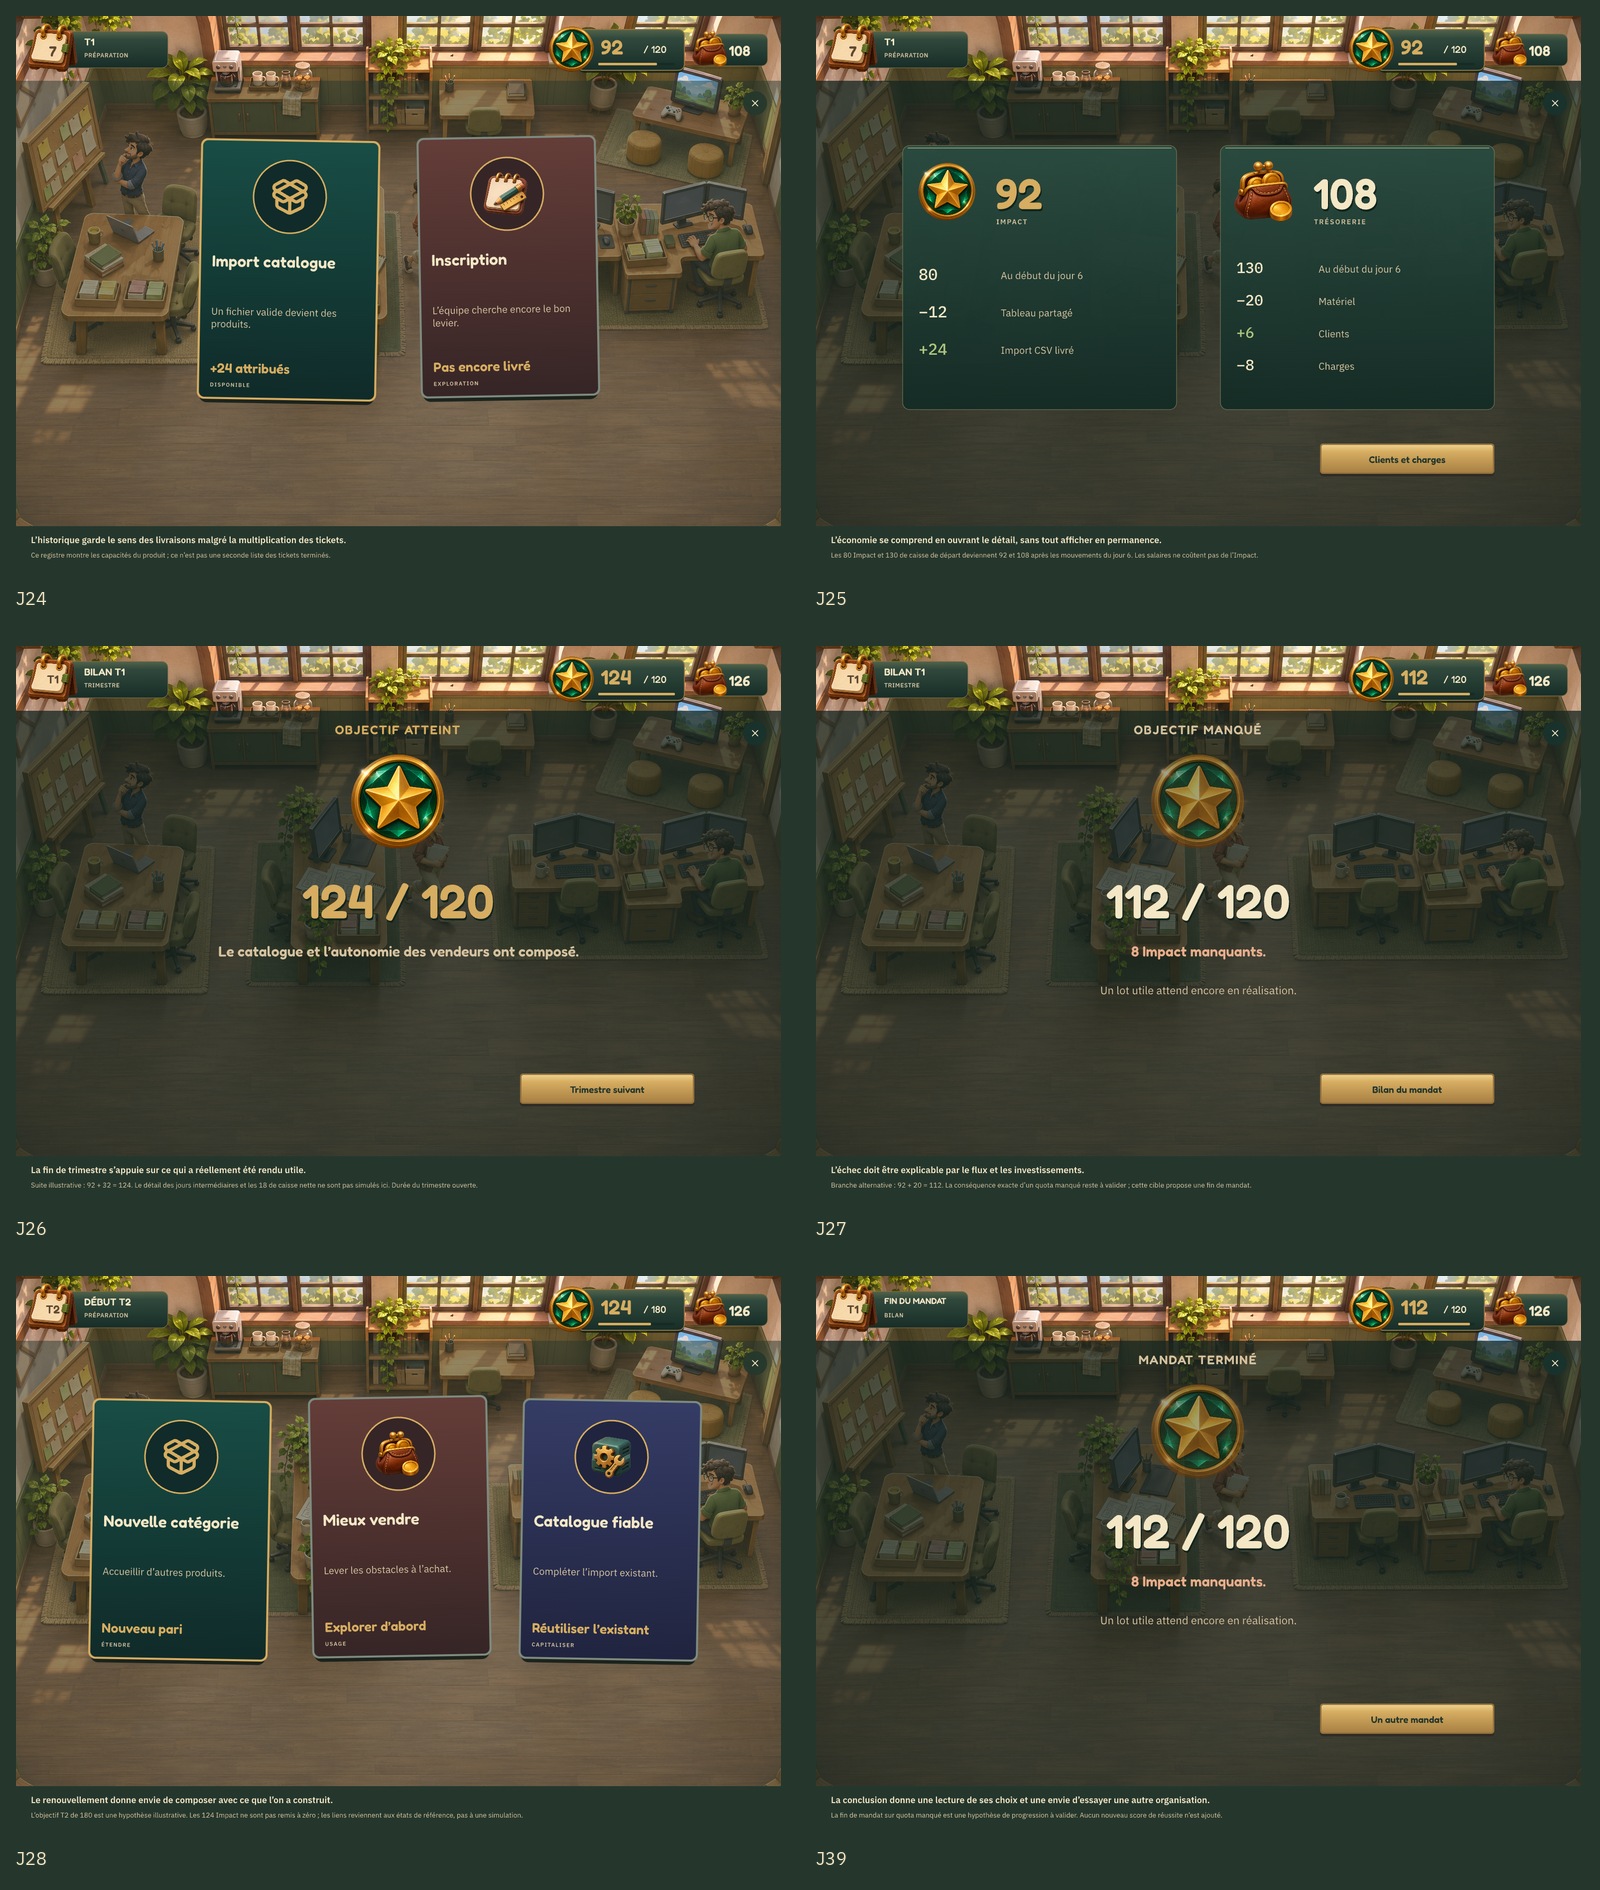 7
T1
PRÉPARATION
92 / 120
108
×
Import catalogue
Un fichier valide devient des
produits.
+24 attribués
DISPONIBLE
Inscription
L’équipe cherche encore le bon
levier.
Pas encore livré
EXPLORATION
L’historique garde le sens des livraisons malgré la multiplication des tickets.
Ce registre montre les capacités du produit ; ce n’est pas une seconde liste des tickets terminés.
J24
7
T1
PRÉPARATION
92 / 120
108
×
92
IMPACT
80 Au début du jour 6
−12 Tableau partagé
+24 Import CSV livré
108
TRÉSORERIE
130 Au début du jour 6
−20 Matériel
+6 Clients
−8 Charges
Clients et charges
L’économie se comprend en ouvrant le détail, sans tout afficher en permanence.
Les 80 Impact et 130 de caisse de départ deviennent 92 et 108 après les mouvements du jour 6. Les salaires ne coûtent pas de l’Impact.
J25
T1
BILAN T1
TRIMESTRE
124 / 120
126
×
OBJECTIF ATTEINT
124 / 120
Le catalogue et l’autonomie des vendeurs ont composé.
Trimestre suivant
La fin de trimestre s’appuie sur ce qui a réellement été rendu utile.
Suite illustrative : 92 + 32 = 124. Le détail des jours intermédiaires et les 18 de caisse nette ne sont pas simulés ici. Durée du trimestre ouverte.
J26
T1
BILAN T1
TRIMESTRE
112 / 120
126
×
OBJECTIF MANQUÉ
112 / 120
8 Impact manquants.
Un lot utile attend encore en réalisation.
Bilan du mandat
L’échec doit être explicable par le flux et les investissements.
Branche alternative : 92 + 20 = 112. La conséquence exacte d’un quota manqué reste à valider ; cette cible propose une fin de mandat.
J27
T2
DÉBUT T2
PRÉPARATION
124 / 180
126
×
Nouvelle catégorie
Accueillir d’autres produits.
Nouveau pari
ÉTENDRE
Mieux vendre
Lever les obstacles à l’achat.
Explorer d’abord
USAGE
Catalogue fiable
Compléter l’import existant.
Réutiliser l’existant
CAPITALISER
Le renouvellement donne envie de composer avec ce que l’on a construit.
L’objectif T2 de 180 est une hypothèse illustrative. Les 124 Impact ne sont pas remis à zéro ; les liens reviennent aux états de référence, pas à une simulation.
J28
T1
FIN DU MANDAT
BILAN
112 / 120
126
×
MANDAT TERMINÉ
112 / 120
8 Impact manquants.
Un lot utile attend encore en réalisation.
Un autre mandat
La conclusion donne une lecture de ses choix et une envie d’essayer une autre organisation.
La fin de mandat sur quota manqué est une hypothèse de progression à valider. Aucun nouveau score de réussite n’est ajouté.
J39